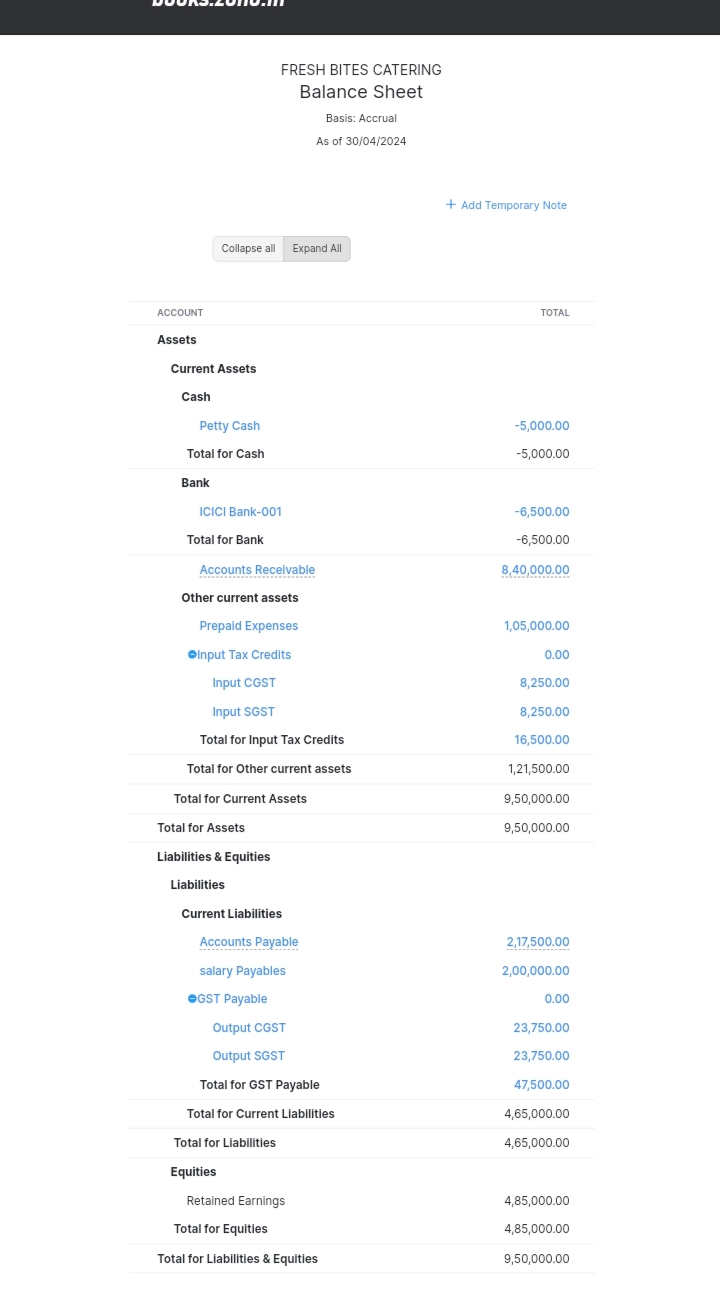 books.zoho.in
FRESH BITES CATERING
Balance Sheet
Basis: Accrual
As of 30/04/2024
+ Add Temporary Note
Collapse all Expand All
ACCOUNT TOTAL
Assets
Current Assets
Cash
Petty Cash -5,000.00
Total for Cash -5,000.00
Bank
ICICI Bank-001 -6,500.00
Total for Bank -6,500.00
Accounts Receivable 8,40,000.00
Other current assets
Prepaid Expenses 1,05,000.00
Input Tax Credits 0.00
Input CGST 8,250.00
Input SGST 8,250.00
Total for Input Tax Credits 16,500.00
Total for Other current assets 1,21,500.00
Total for Current Assets 9,50,000.00
Total for Assets 9,50,000.00
Liabilities & Equities
Liabilities
Current Liabilities
Accounts Payable 2,17,500.00
salary Payables 2,00,000.00
GST Payable 0.00
Output CGST 23,750.00
Output SGST 23,750.00
Total for GST Payable 47,500.00
Total for Current Liabilities 4,65,000.00
Total for Liabilities 4,65,000.00
Equities
Retained Earnings 4,85,000.00
Total for Equities 4,85,000.00
Total for Liabilities & Equities 9,50,000.00